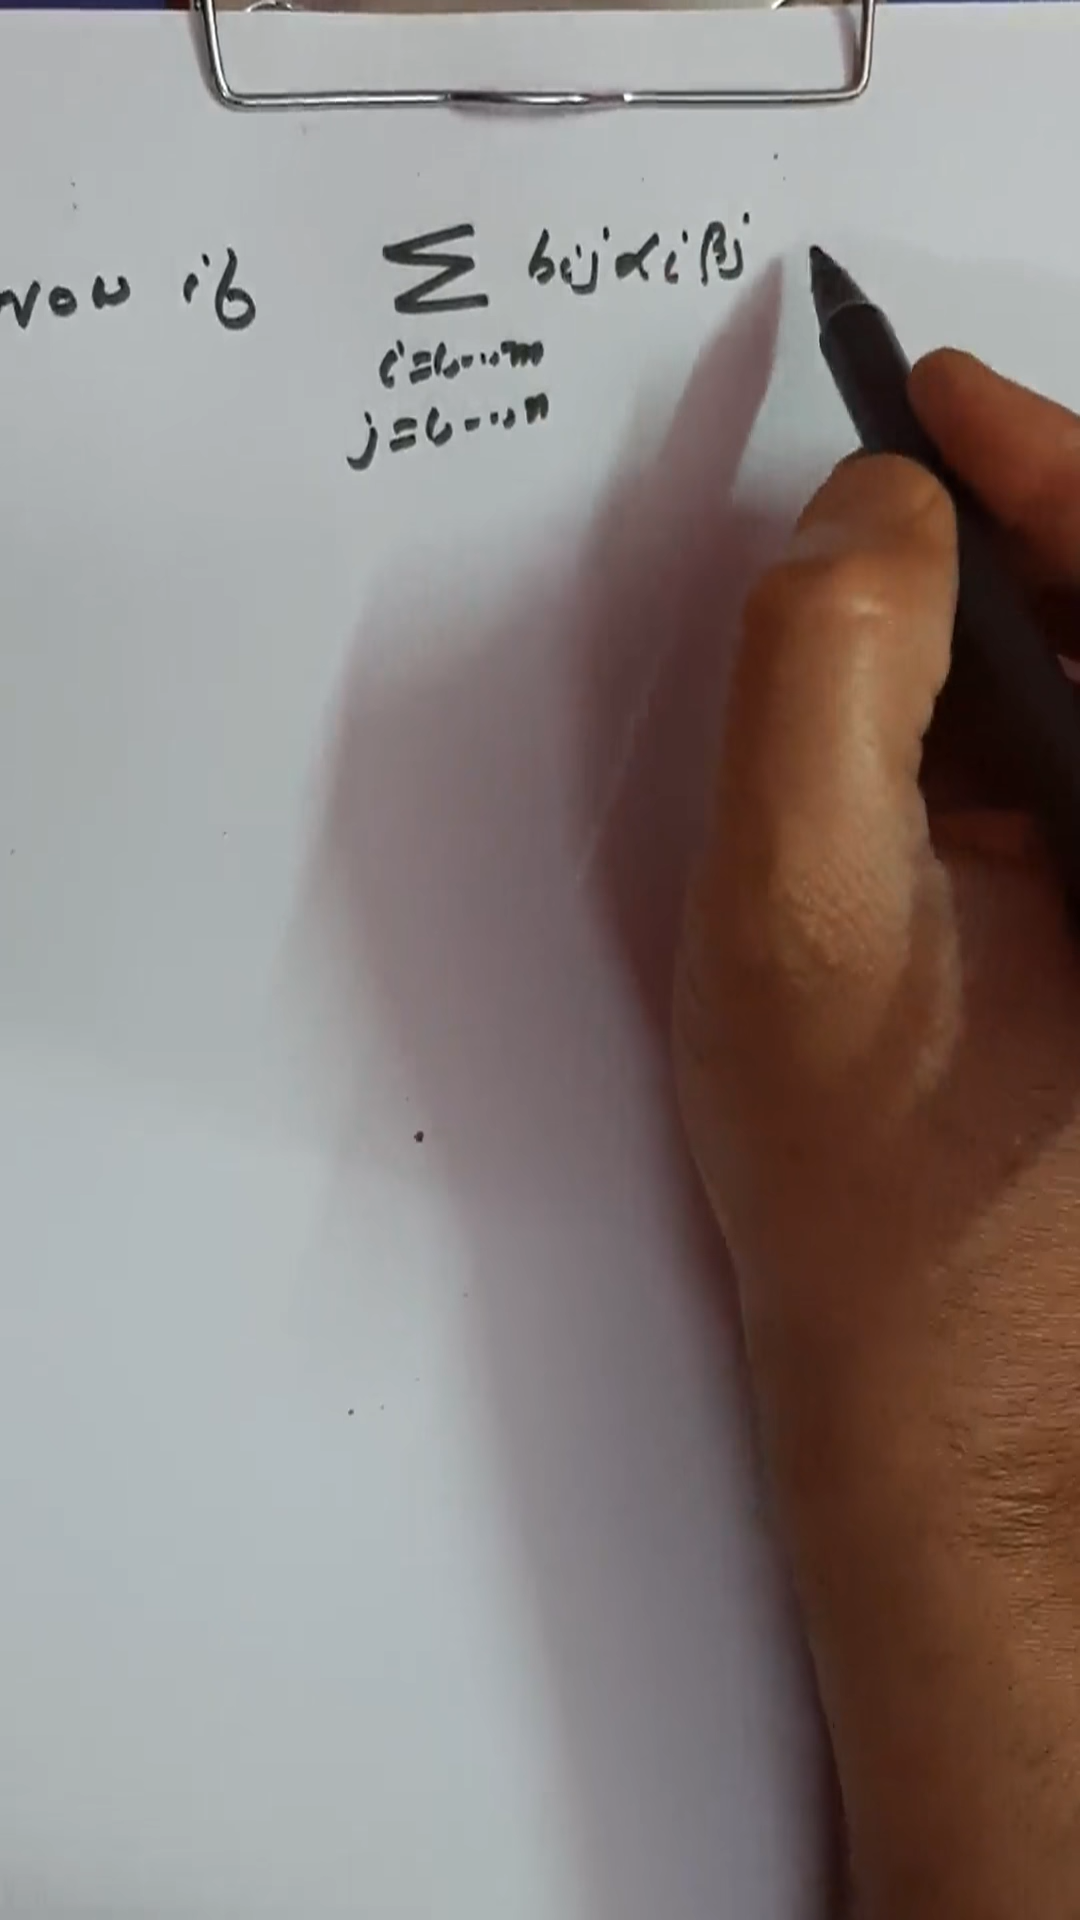 Now if ∑ bijαiβj
i=1,...,m
j=1,...,n